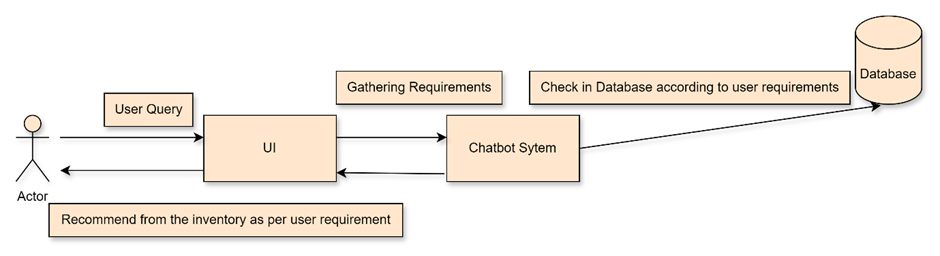 Database
Gathering Requirements
Check in Database according to user requirements
User Query
UI
Chatbot Sytem
Actor
Recommend from the inventory as per user requirement